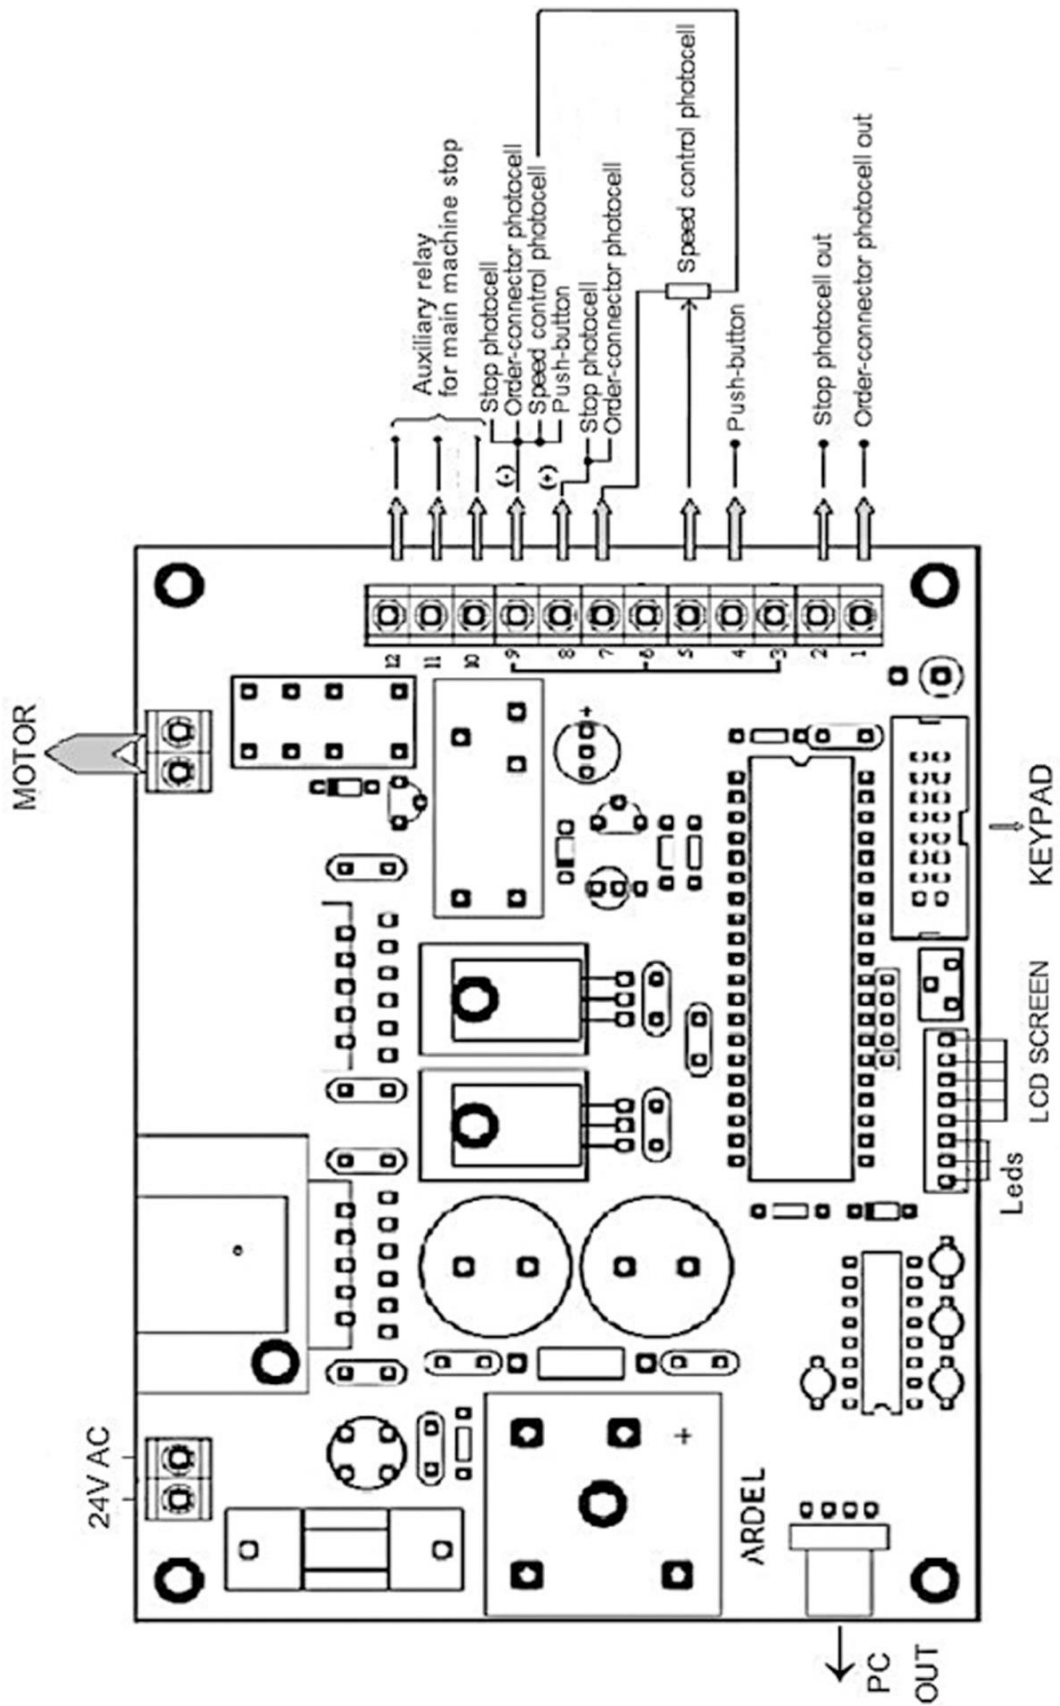 MOTOR
24V AC
Auxiliary relay
for main machine stop
Stop photocell
Order-connector photocell
Speed control photocell
Push-button
(-)
(+)
Stop photocell
Order-connector photocell
Speed control photocell
Push-button
Stop photocell out
Order-connector photocell out
12
11
10
9
8
7
6
5
4
3
2
1
+
+
ARDEL
KEYPAD
LCD SCREEN
Leds
PC
OUT